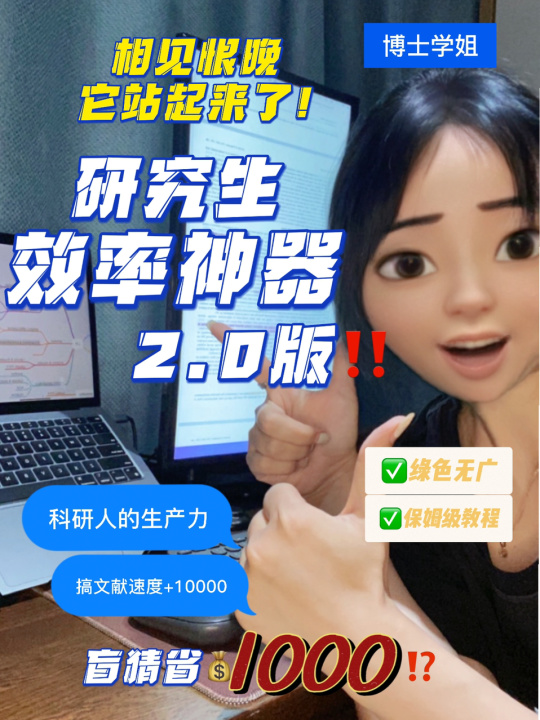 博士学姐
相见恨晚
它站起来了!
研究生
效率神器
2.0版‼️
✅绿色无广
✅保姆级教程
科研人的生产力
搞文献速度+10000
盲猜省💰1000⁉️